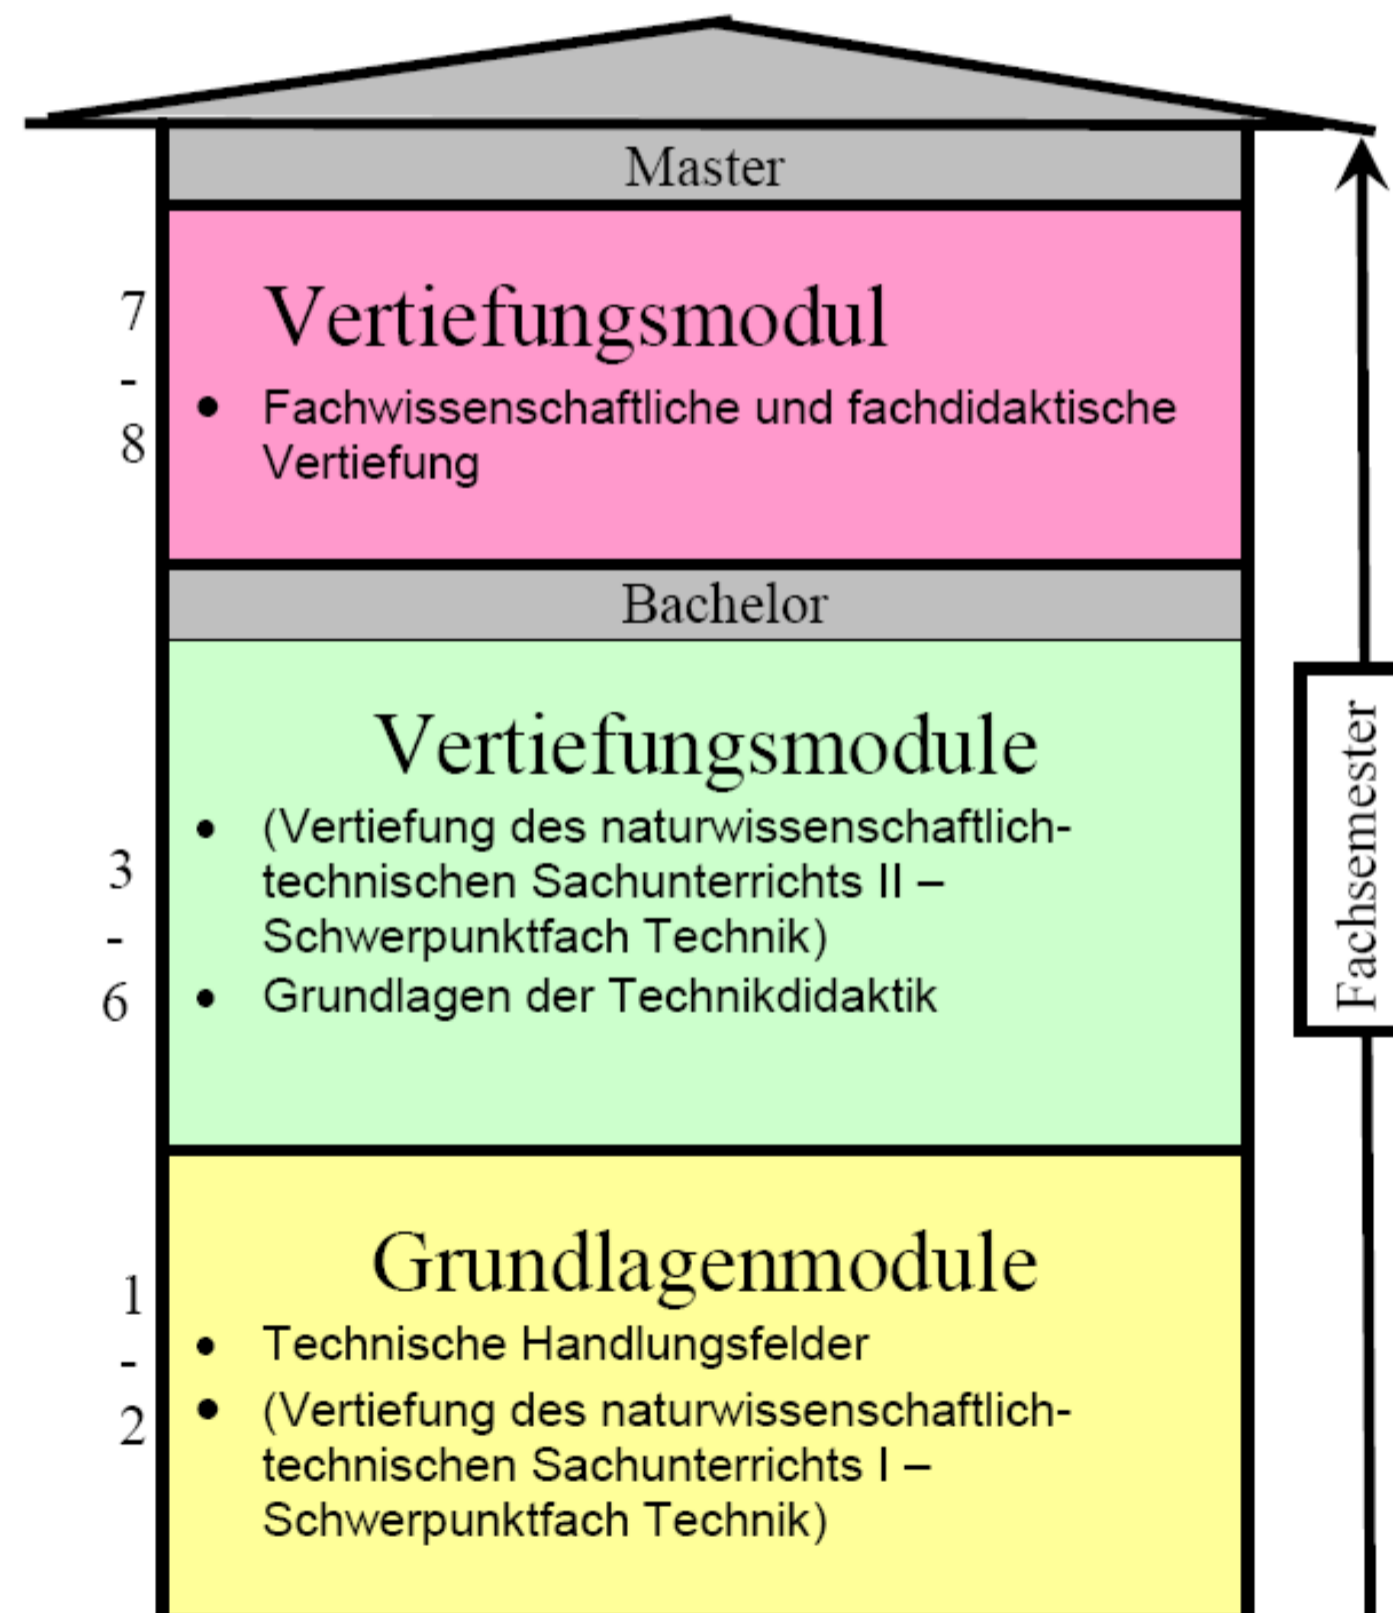 Master
7
-
8
Vertiefungsmodul
● Fachwissenschaftliche und fachdidaktische
Vertiefung
Bachelor
3
-
6
Vertiefungsmodule
● (Vertiefung des naturwissenschaftlich-
technischen Sachunterrichts II –
Schwerpunktfach Technik)
● Grundlagen der Technikdidaktik
Fachsemester
1
-
2
Grundlagenmodule
● Technische Handlungsfelder
● (Vertiefung des naturwissenschaftlich-
technischen Sachunterrichts I –
Schwerpunktfach Technik)